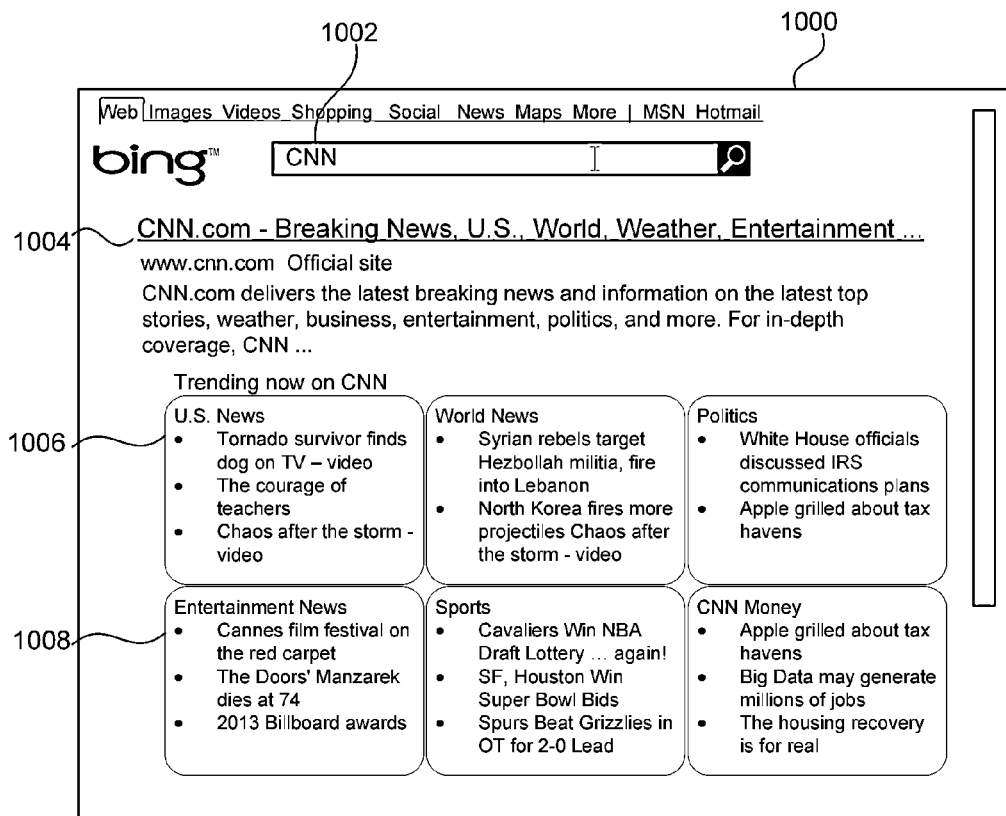 1002
1000
Web Images Videos Shopping Social News Maps More | MSN Hotmail
bing™
CNN
1004
CNN.com - Breaking News, U.S., World, Weather, Entertainment ...
www.cnn.com Official site
CNN.com delivers the latest breaking news and information on the latest top
stories, weather, business, entertainment, politics, and more. For in-depth
coverage, CNN ...
Trending now on CNN
1006
U.S. News
• Tornado survivor finds
dog on TV – video
• The courage of
teachers
• Chaos after the storm -
video
World News
• Syrian rebels target
Hezbollah militia, fire
into Lebanon
• North Korea fires more
projectiles Chaos after
the storm - video
Politics
• White House officials
discussed IRS
communications plans
• Apple grilled about tax
havens
1008
Entertainment News
• Cannes film festival on
the red carpet
• The Doors' Manzarek
dies at 74
• 2013 Billboard awards
Sports
• Cavaliers Win NBA
Draft Lottery ... again!
• SF, Houston Win
Super Bowl Bids
• Spurs Beat Grizzlies in
OT for 2-0 Lead
CNN Money
• Apple grilled about tax
havens
• Big Data may generate
millions of jobs
• The housing recovery
is for real